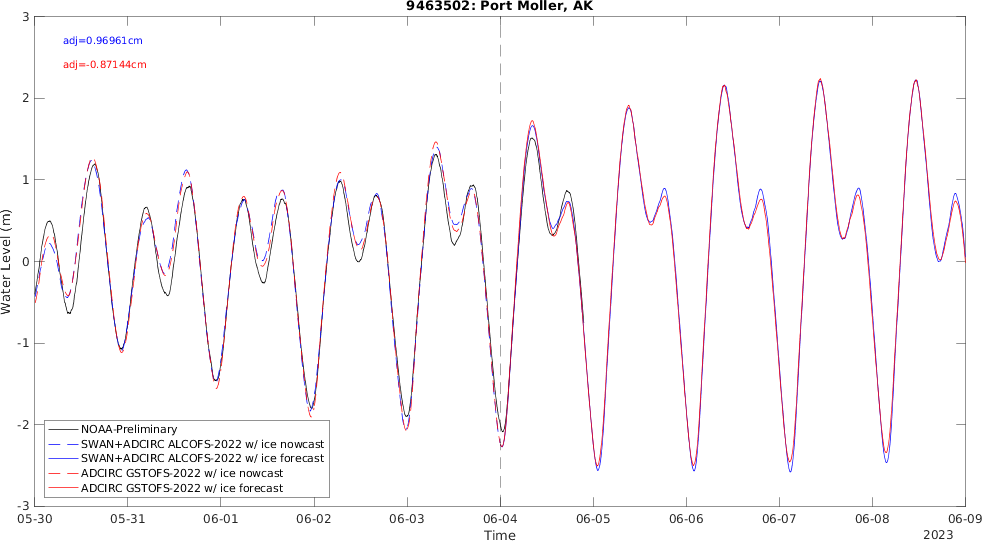 9463502: Port Moller, AK
adj=0.96961cm
adj=-0.87144cm
3
2
1
0
-1
-2
-3
Water Level (m)
NOAA-Preliminary
SWAN+ADCIRC ALCOFS-2022 w/ ice nowcast
SWAN+ADCIRC ALCOFS-2022 w/ ice forecast
ADCIRC GSTOFS-2022 w/ ice nowcast
ADCIRC GSTOFS-2022 w/ ice forecast
05-30 05-31 06-01 06-02 06-03 06-04 06-05 06-06 06-07 06-08 06-09
Time
2023